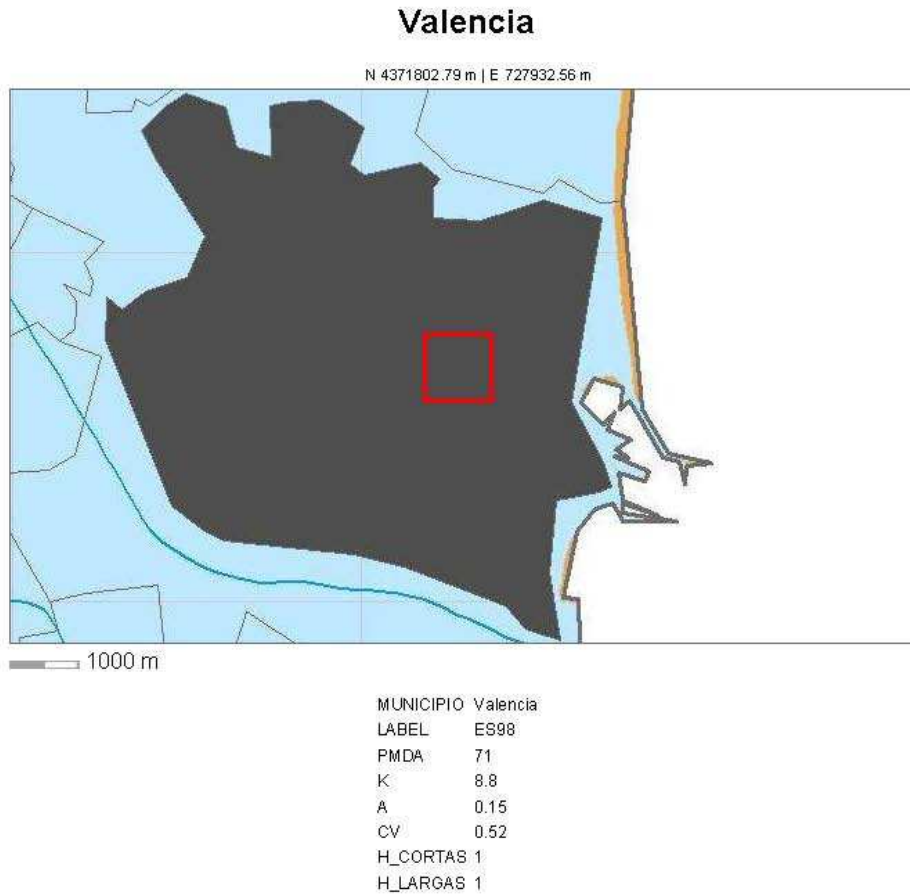 Valencia
N 4371802.79 m | E 727932.56 m
1000 m
MUNICIPIO Valencia
LABEL ES98
PMDA 71
K 8.8
A 0.15
CV 0.52
H_CORTAS 1
H_LARGAS 1